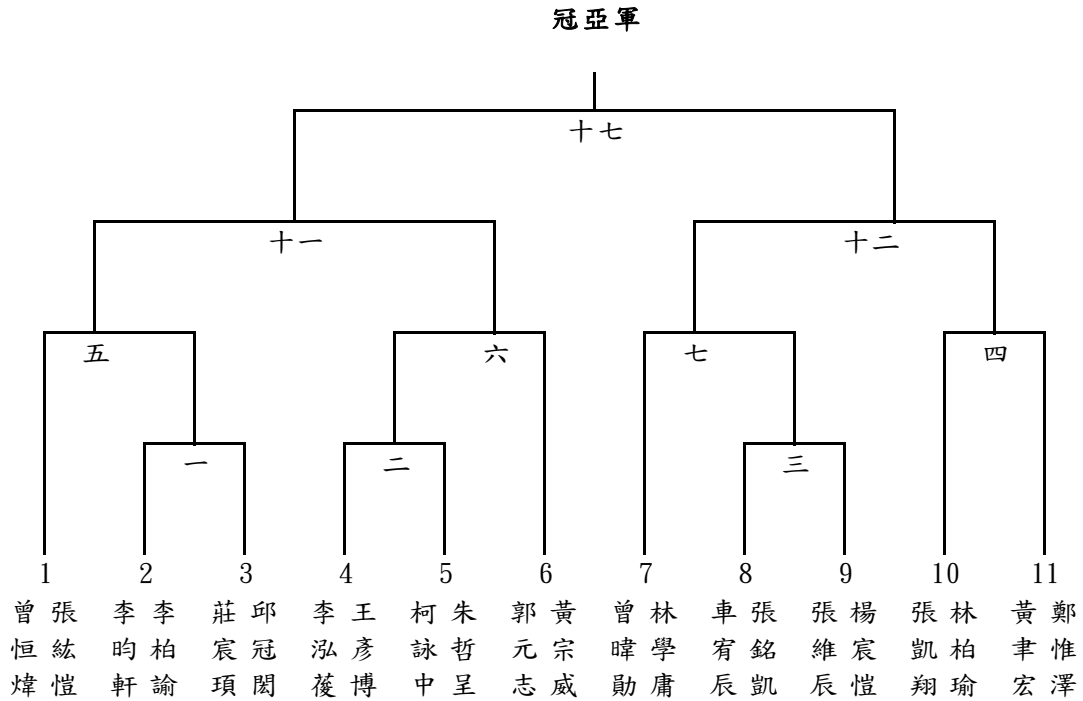 冠亞軍
十七
十一
十二
五
六
七
四
一
二
三
1
2
3
4
5
6
7
8
9
10
11
曾恒煒
張紘愷
李昀軒
李柏諭
莊宸頊
邱冠閎
李泓葰
王彥博
柯詠中
朱哲呈
郭元志
黃宗威
曾暐勛
林學庸
車宥辰
張銘凱
張維辰
楊宸愷
張凱翔
林柏瑜
黃聿宏
鄭惟澤